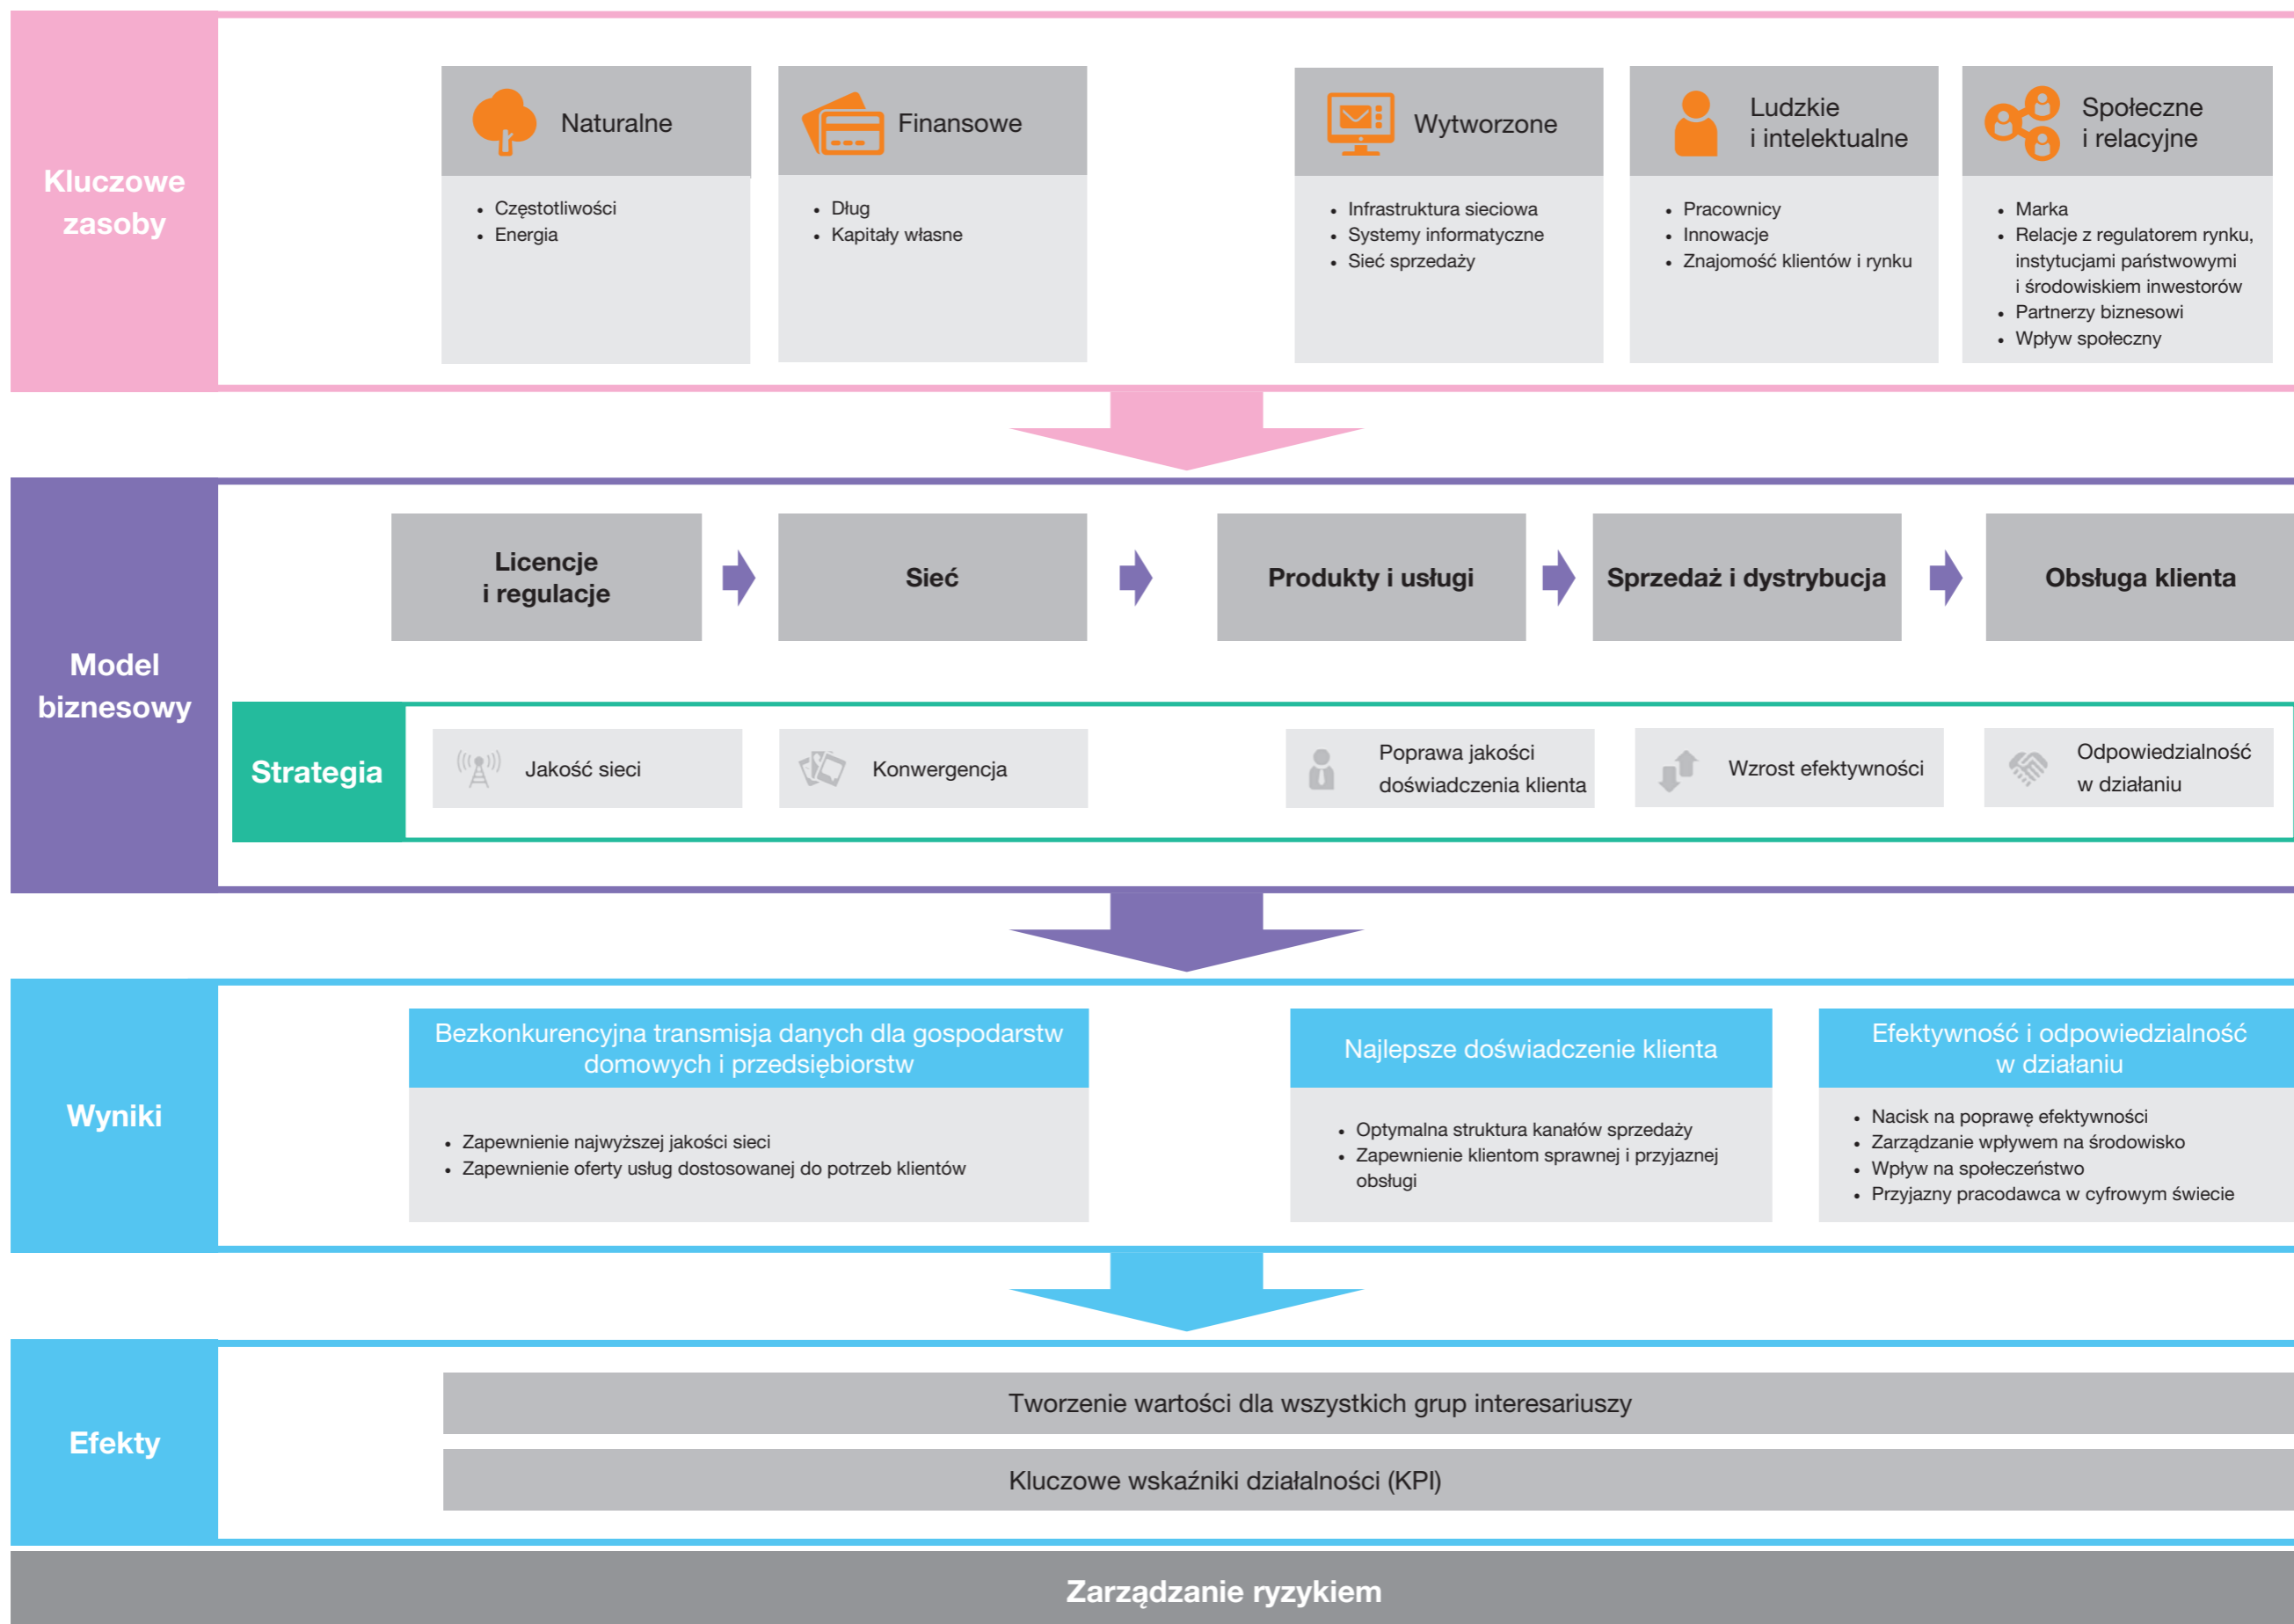 Kluczowe
zasoby
Naturalne
• Częstotliwości
• Energia
Finansowe
• Dług
• Kapitały własne
Wytworzone
• Infrastruktura sieciowa
• Systemy informatyczne
• Sieć sprzedaży
Ludzkie
i intelektualne
• Pracownicy
• Innowacje
• Znajomość klientów i rynku
Społeczne
i relacyjne
• Marka
• Relacje z regulatorem rynku,
instytucjami państwowymi
i środowiskiem inwestorów
• Partnerzy biznesowi
• Wpływ społeczny
Model
biznesowy
Licencje
i regulacje
Sieć
Produkty i usługi
Sprzedaż i dystrybucja
Obsługa klienta
Strategia
Jakość sieci
Konwergencja
Poprawa jakości
doświadczenia klienta
Wzrost efektywności
Odpowiedzialność
w działaniu
Wyniki
Bezkonkurencyjna transmisja danych dla gospodarstw
domowych i przedsiębiorstw
• Zapewnienie najwyższej jakości sieci
• Zapewnienie oferty usług dostosowanej do potrzeb klientów
Najlepsze doświadczenie klienta
• Optymalna struktura kanałów sprzedaży
• Zapewnienie klientom sprawnej i przyjaznej
obsługi
Efektywność i odpowiedzialność
w działaniu
• Nacisk na poprawę efektywności
• Zarządzanie wpływem na środowisko
• Wpływ na społeczeństwo
• Przyjazny pracodawca w cyfrowym świecie
Efekty
Tworzenie wartości dla wszystkich grup interesariuszy
Kluczowe wskaźniki działalności (KPI)
Zarządzanie ryzykiem